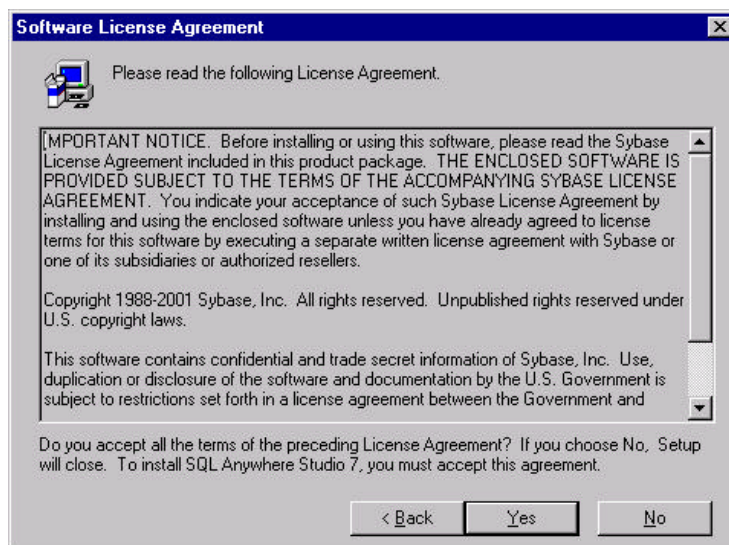 Software License Agreement
Please read the following License Agreement.
IMPORTANT NOTICE.  Before installing or using this software, please read the Sybase
License Agreement included in this product package.  THE ENCLOSED SOFTWARE IS
PROVIDED SUBJECT TO THE TERMS OF THE ACCOMPANYING SYBASE LICENSE
AGREEMENT.  You indicate your acceptance of such Sybase License Agreement by
installing and using the enclosed software unless you have already agreed to license
terms for this software by executing a separate written license agreement with Sybase or
one of its subsidiaries or authorized resellers.
Copyright 1988-2001 Sybase, Inc.  All rights reserved.  Unpublished rights reserved under
U.S. copyright laws.
This software contains confidential and trade secret information of Sybase, Inc.  Use,
duplication or disclosure of the software and documentation by the U.S. Government is
subject to restrictions set forth in a license agreement between the Government and
Do you accept all the terms of the preceding License Agreement?  If you choose No,  Setup
will close.  To install SQL Anywhere Studio 7, you must accept this agreement.
< Back
Yes
No